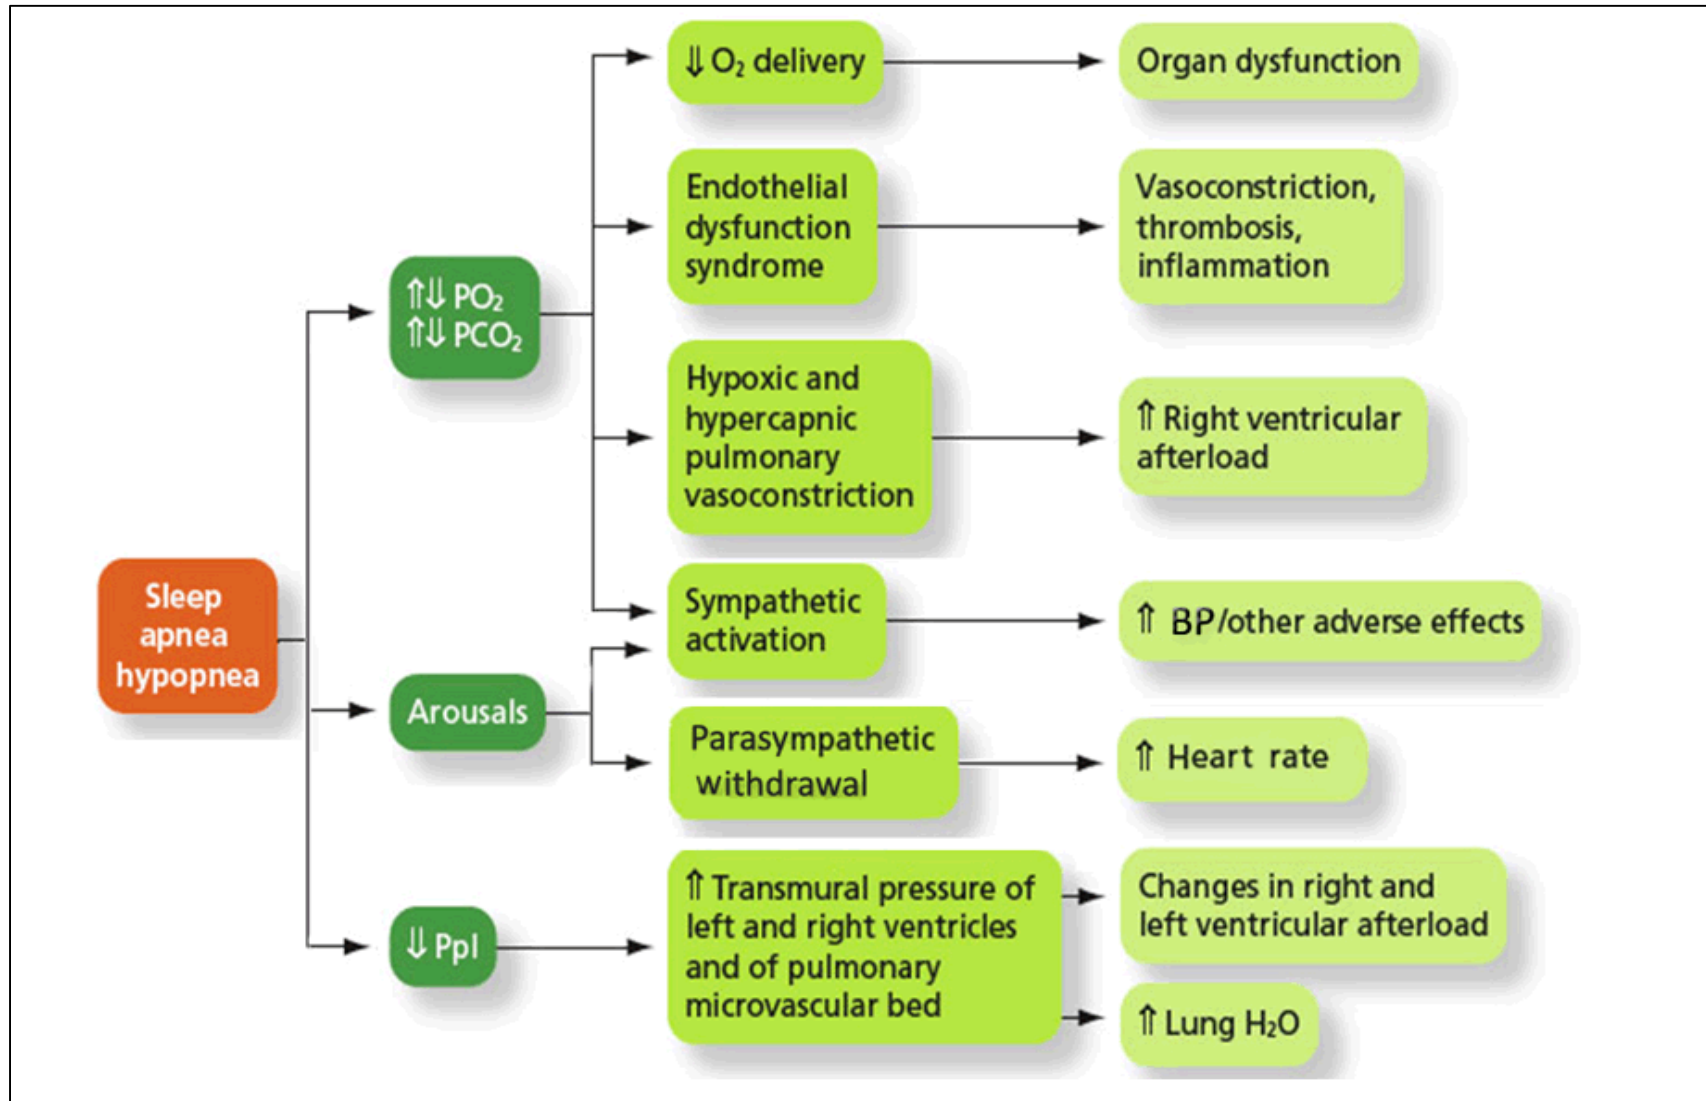 ⇓ O₂ delivery
Organ dysfunction
Endothelial
dysfunction
syndrome
Vasoconstriction,
thrombosis,
inflammation
⇑⇓ PO₂
⇑⇓ PCO₂
Hypoxic and
hypercapnic
pulmonary
vasoconstriction
⇑ Right ventricular
afterload
Sleep
apnea
hypopnea
Sympathetic
activation
⇑ BP/other adverse effects
Arousals
Parasympathetic
withdrawal
⇑ Heart rate
⇓ Ppl
⇑ Transmural pressure of
left and right ventricles
and of pulmonary
microvascular bed
Changes in right and
left ventricular afterload
⇑ Lung H₂O